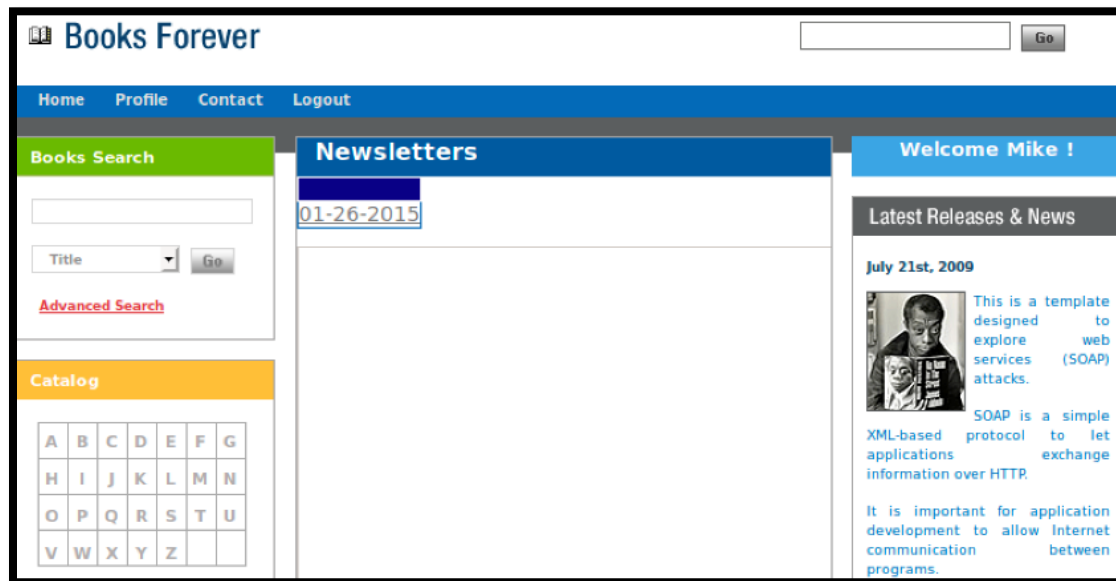 Books Forever
Go
Home Profile Contact Logout
Books Search
Title
Go
Advanced Search
Catalog
A B C D E F G
H I J K L M N
O P Q R S T U
V W X Y Z
Newsletters
01-26-2015
Welcome Mike !
Latest Releases & News
July 21st, 2009
This is a template
designed to
explore web
services (SOAP)
attacks.
SOAP is a simple
XML-based protocol to let
applications exchange
information over HTTP.
It is important for application
development to allow Internet
communication between
programs.